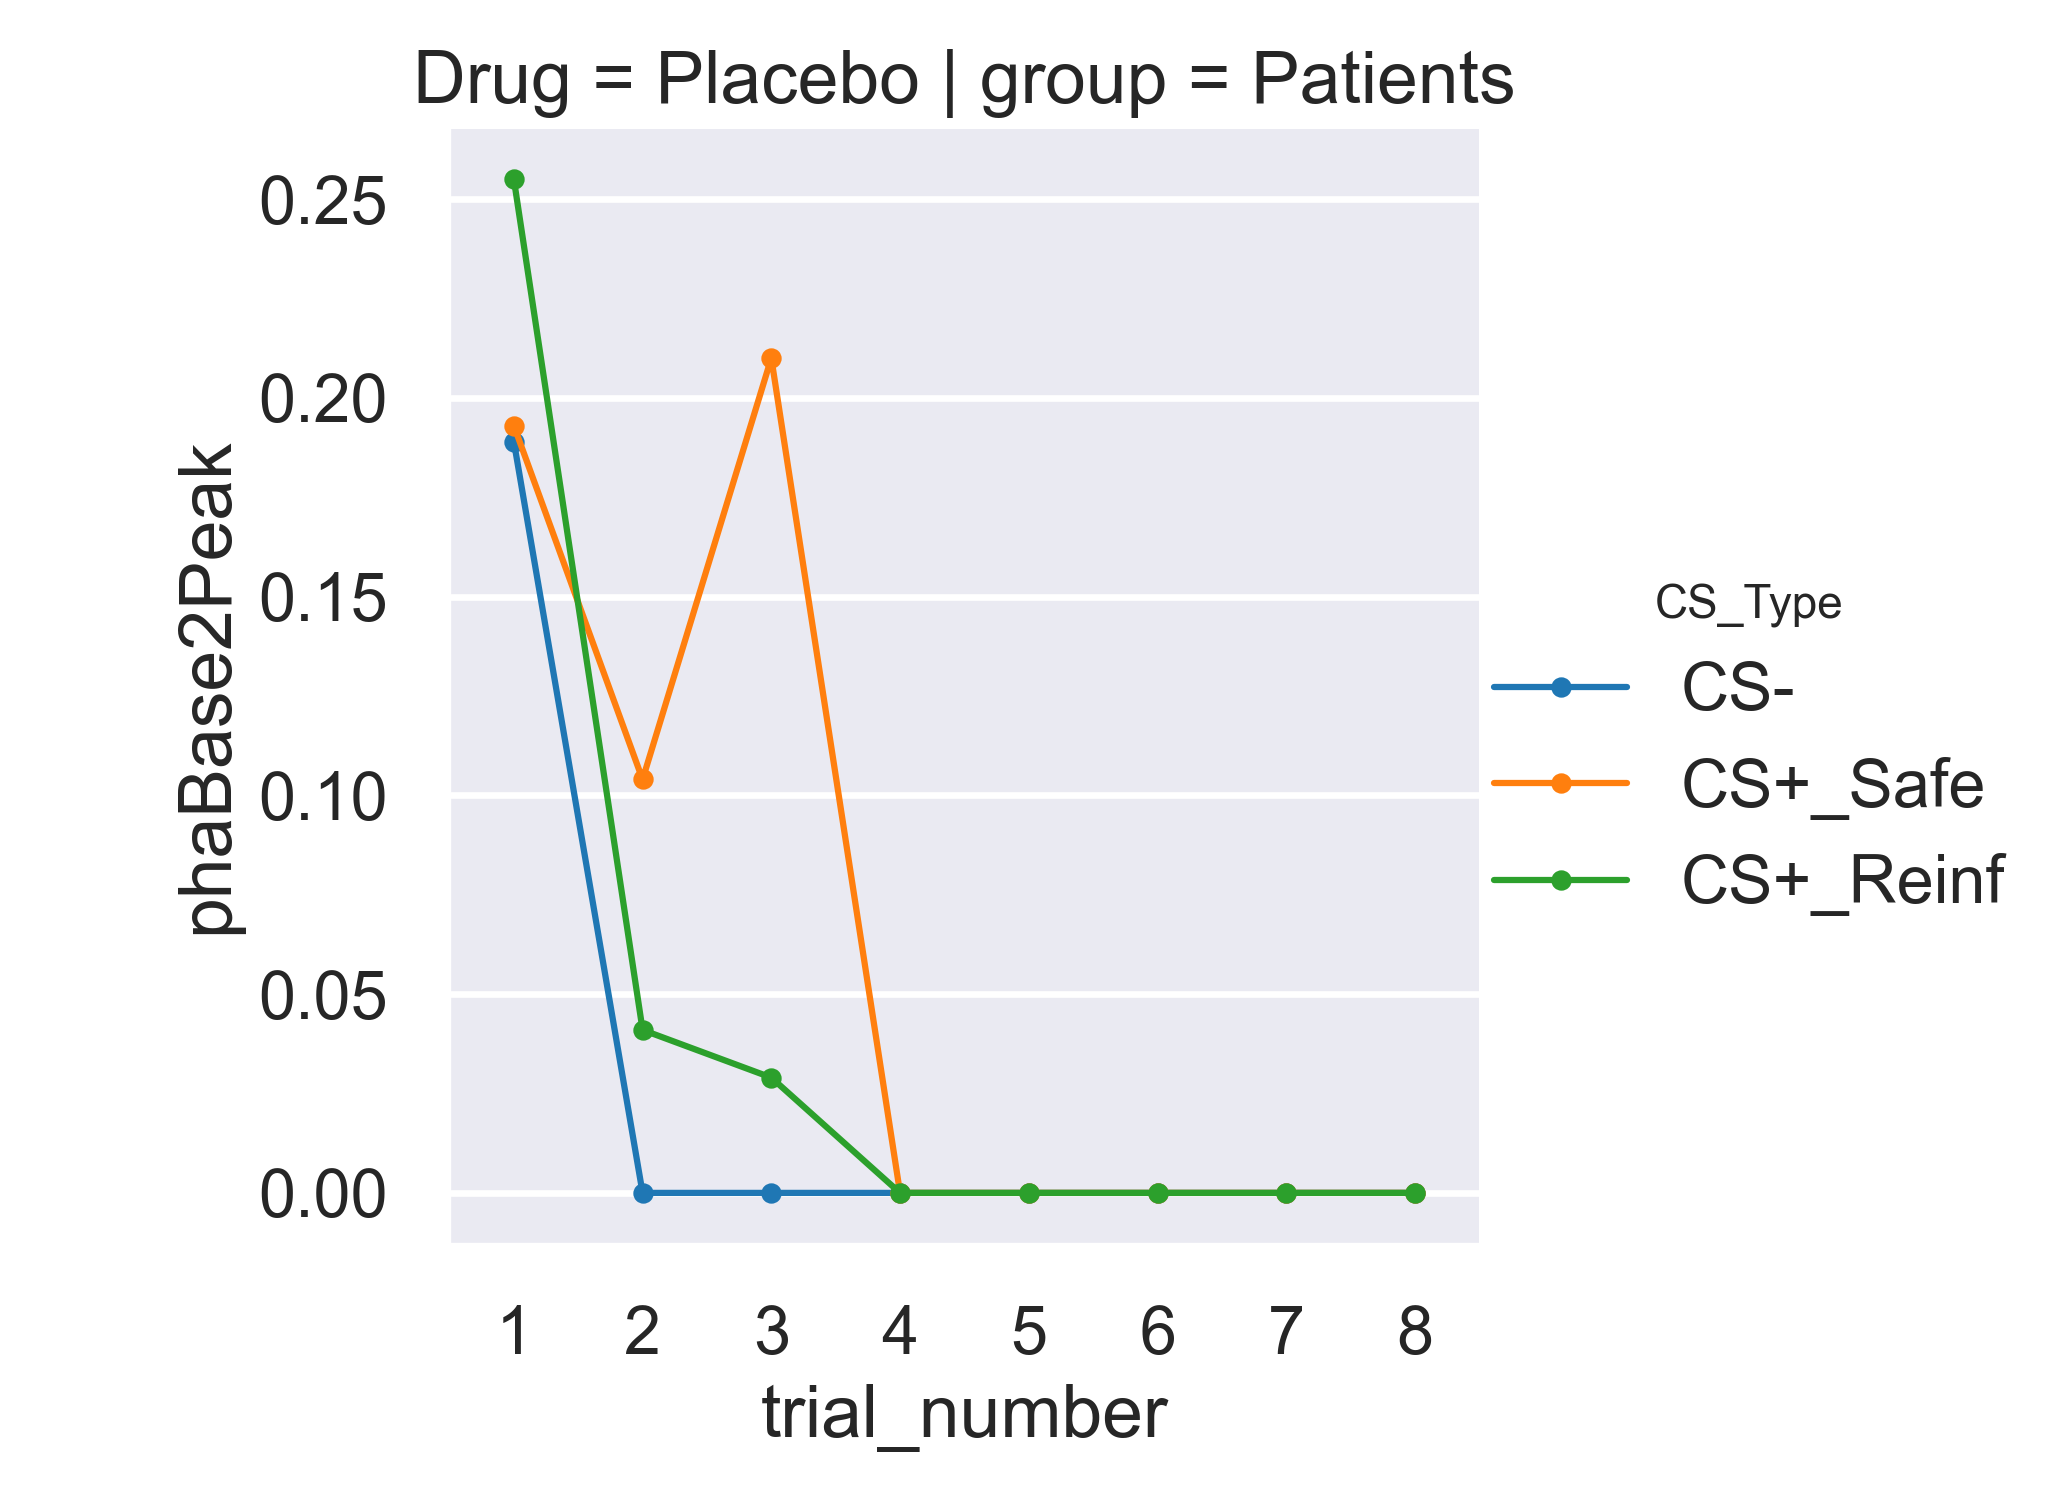 Drug = Placebo | group = Patients
0.25
0.20
0.15
0.10
0.05
0.00
phaBase2Peak
1 2 3 4 5 6 7 8
trial_number
CS_Type
CS-
CS+_Safe
CS+_Reinf